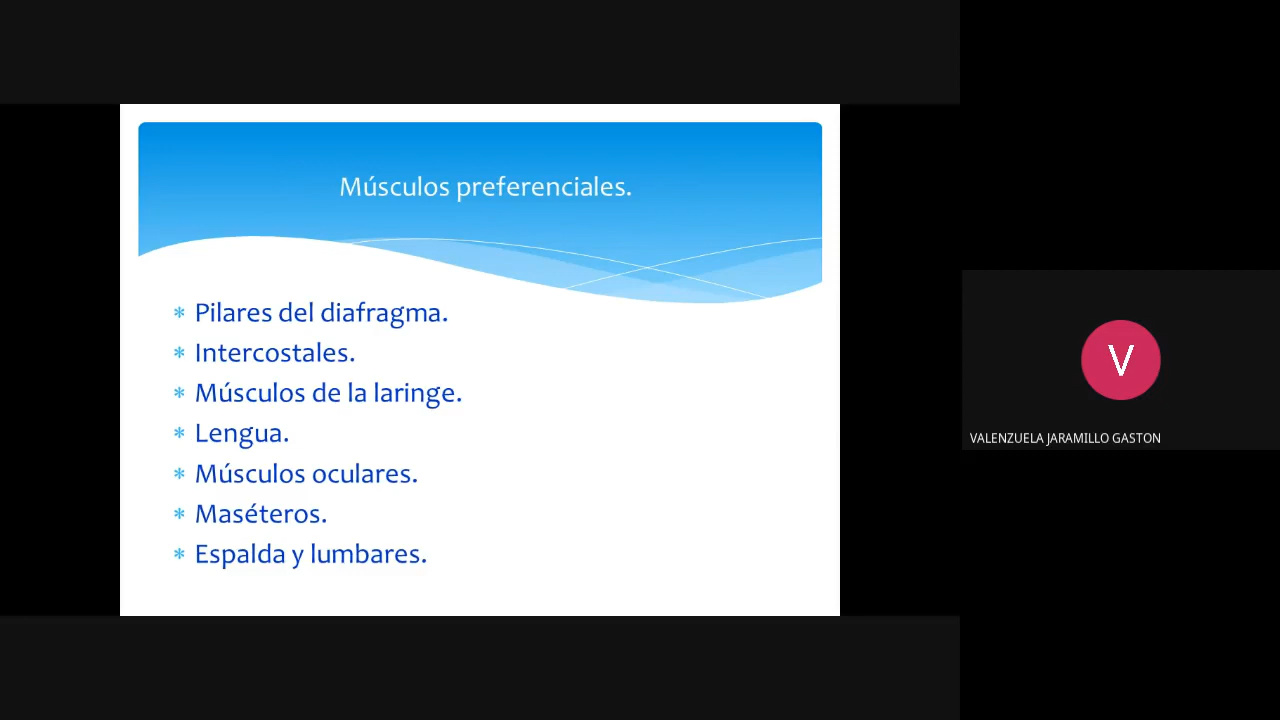 Músculos preferenciales.
* Pilares del diafragma.
* Intercostales.
* Músculos de la laringe.
* Lengua.
* Músculos oculares.
* Maséteros.
* Espalda y lumbares.
V
VALENZUELA JARAMILLO GASTON